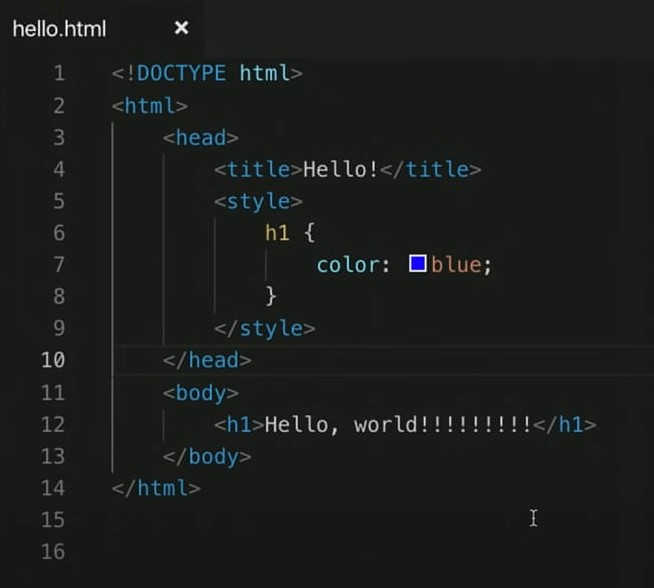 hello.html ×
1 <!DOCTYPE html>
2 <html>
3     <head>
4         <title>Hello!</title>
5         <style>
6             h1 {
7                 color: blue;
8             }
9         </style>
10     </head>
11     <body>
12         <h1>Hello, world!!!!!!!!!</h1>
13     </body>
14 </html>
15
16